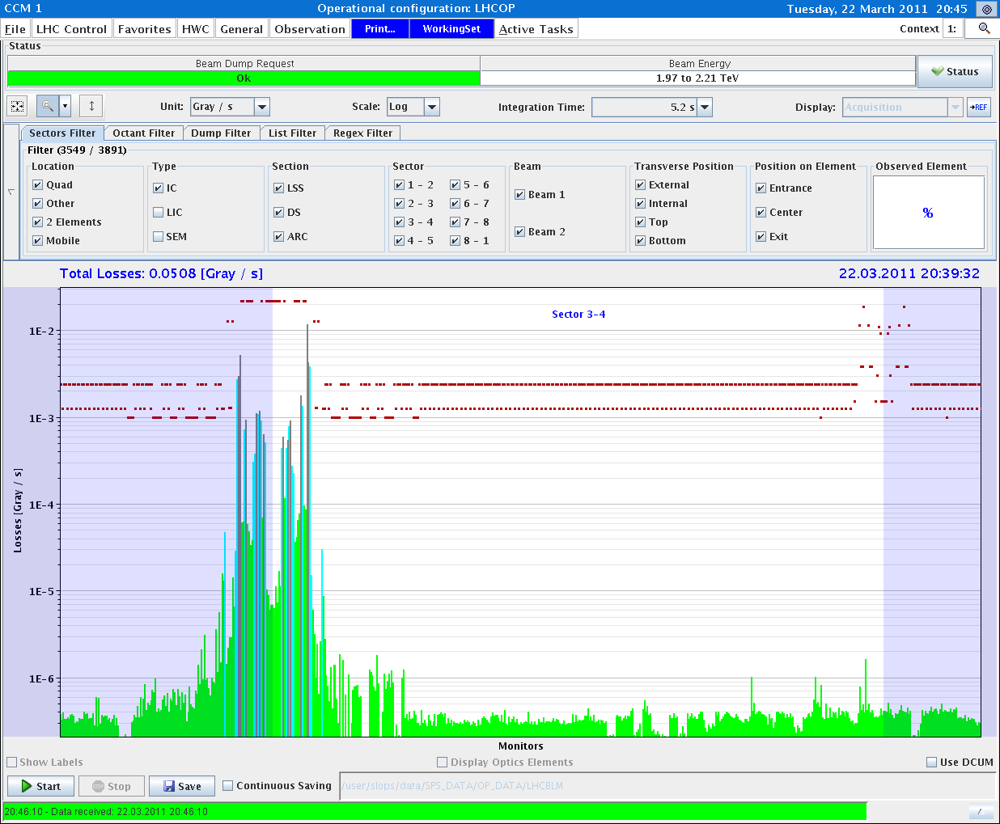 CCM 1 Operational configuration: LHCOP Tuesday, 22 March 2011 20:45
File LHC Control Favorites HWC General Observation Print... WorkingSet Active Tasks Context 1:
Status
Beam Dump Request Beam Energy
Ok 1.97 to 2.21 TeV
Status
Unit: Gray / s Scale: Log Integration Time: 5.2 s Display: Acquisition →REF
Sectors Filter Octant Filter Dump Filter List Filter Regex Filter
Filter (3549 / 3891)
Location Type Section Sector Beam Transverse Position Position on Element Observed Element
Quad IC LSS 1 - 2 5 - 6 Beam 1 External Entrance
Other LIC DS 2 - 3 6 - 7 Internal Center %
2 Elements SEM ARC 3 - 4 7 - 8 Beam 2 Top Exit
Mobile 4 - 5 8 - 1 Bottom
Total Losses: 0.0508 [Gray / s] 22.03.2011 20:39:32
Sector 3-4
1E-2
1E-3
1E-4
1E-5
1E-6
Losses [Gray / s]
Monitors
Show Labels Display Optics Elements Use DCUM
Start Stop Save Continuous Saving /user/slops/data/SPS_DATA/OP_DATA/LHCBLM
20:46:10 - Data received: 22.03.2011 20:46:10